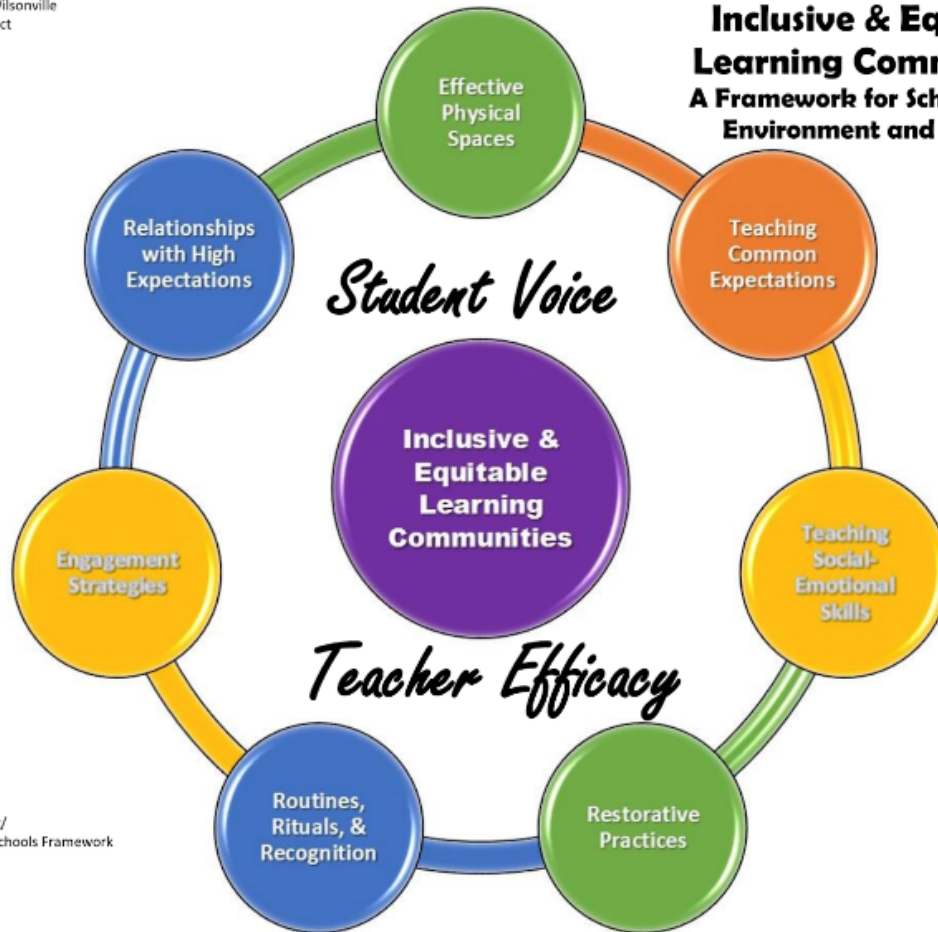 Wilsonville
ct
Inclusive & Eq
Learning Comm
A Framework for Sch
Environment and
Effective
Physical
Spaces
Relationships
with High
Expectations
Teaching
Common
Expectations
Student Voice
Inclusive &
Equitable
Learning
Communities
Engagement
Strategies
Teaching
Social-
Emotional
Skills
Teacher Efficacy
Routines,
Rituals, &
Recognition
Restorative
Practices
/
chools Framework